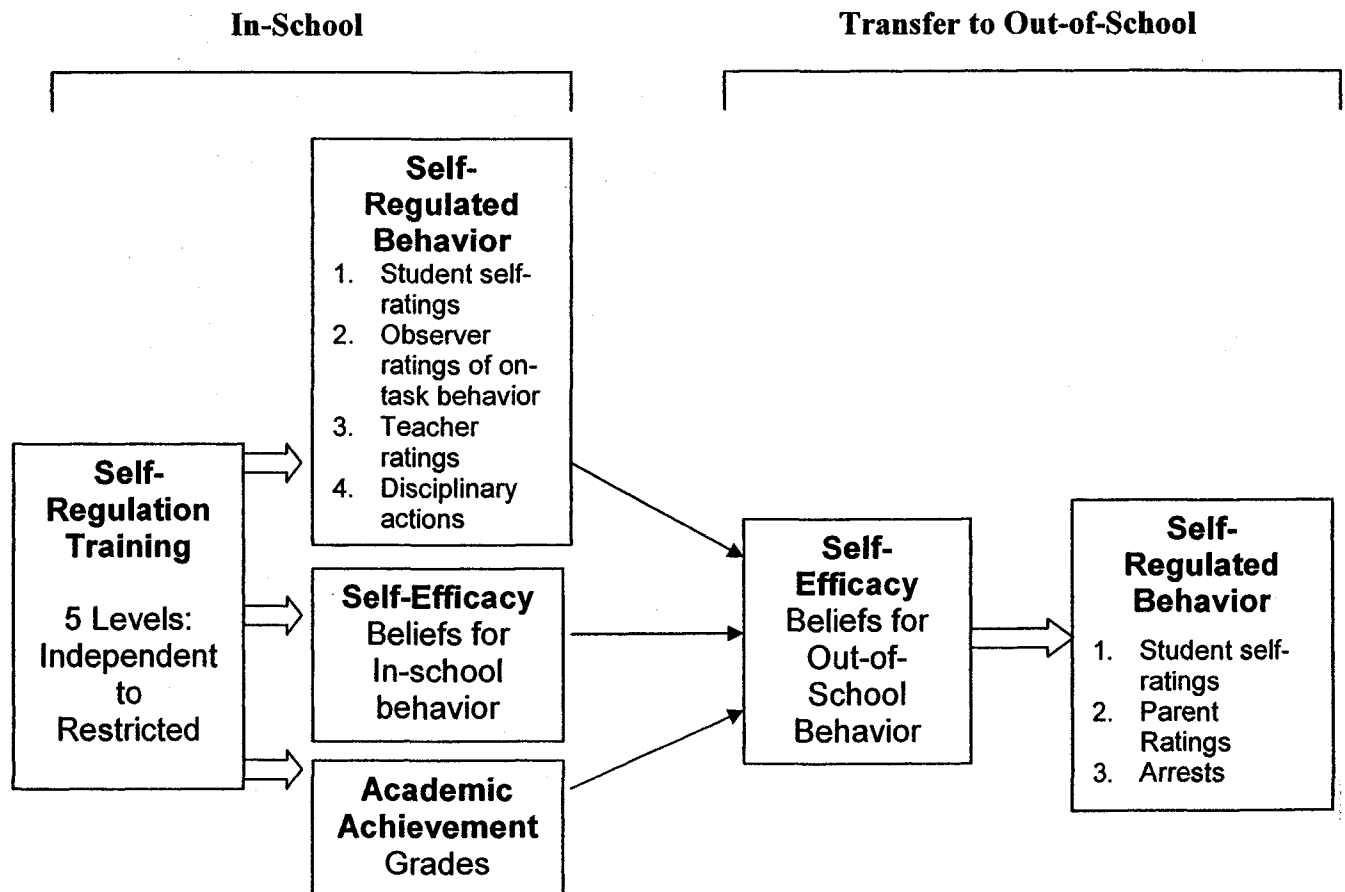 In-School
Transfer to Out-of-School
Self-
Regulated
Behavior
1. Student self-
ratings
2. Observer
ratings of on-
task behavior
3. Teacher
ratings
4. Disciplinary
actions
Self-
Regulation
Training
5 Levels:
Independent
to
Restricted
Self-Efficacy
Beliefs for
In-school
behavior
Academic
Achievement
Grades
Self-
Efficacy
Beliefs for
Out-of-
School
Behavior
Self-
Regulated
Behavior
1. Student self-
ratings
2. Parent
Ratings
3. Arrests